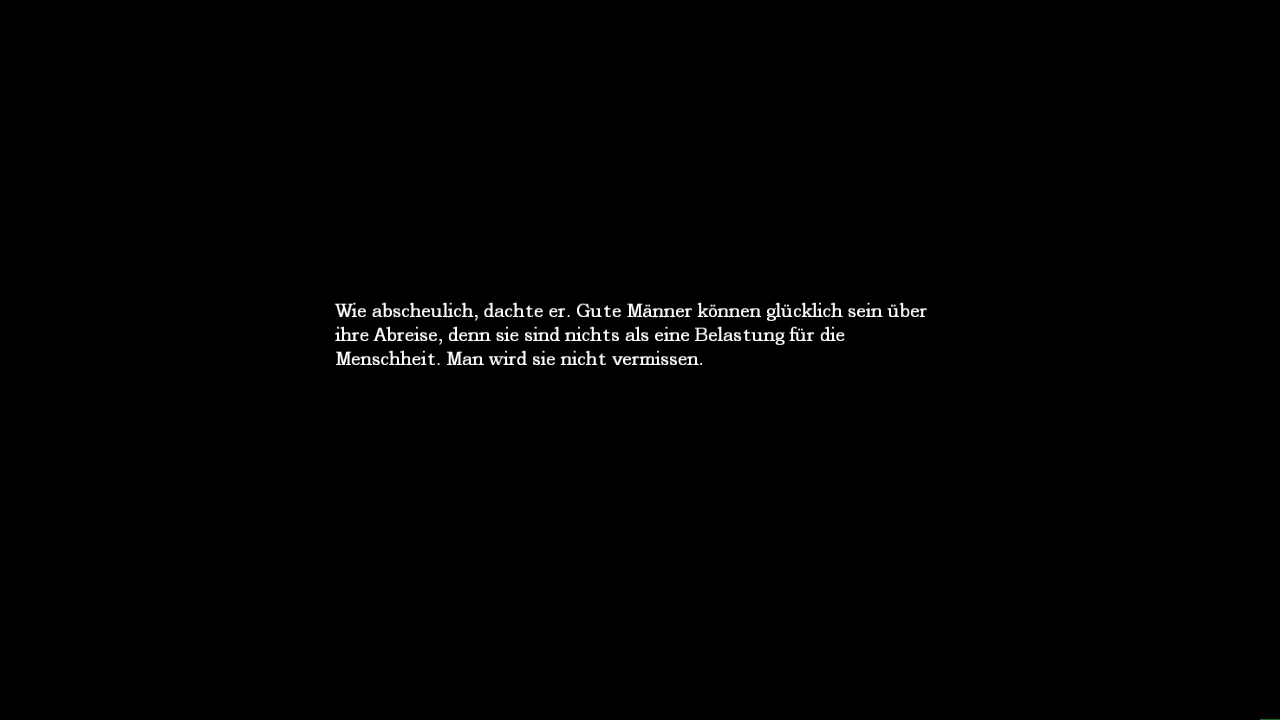 Wie abscheulich, dachte er. Gute Männer können glücklich sein über
ihre Abreise, denn sie sind nichts als eine Belastung für die
Menschheit. Man wird sie nicht vermissen.